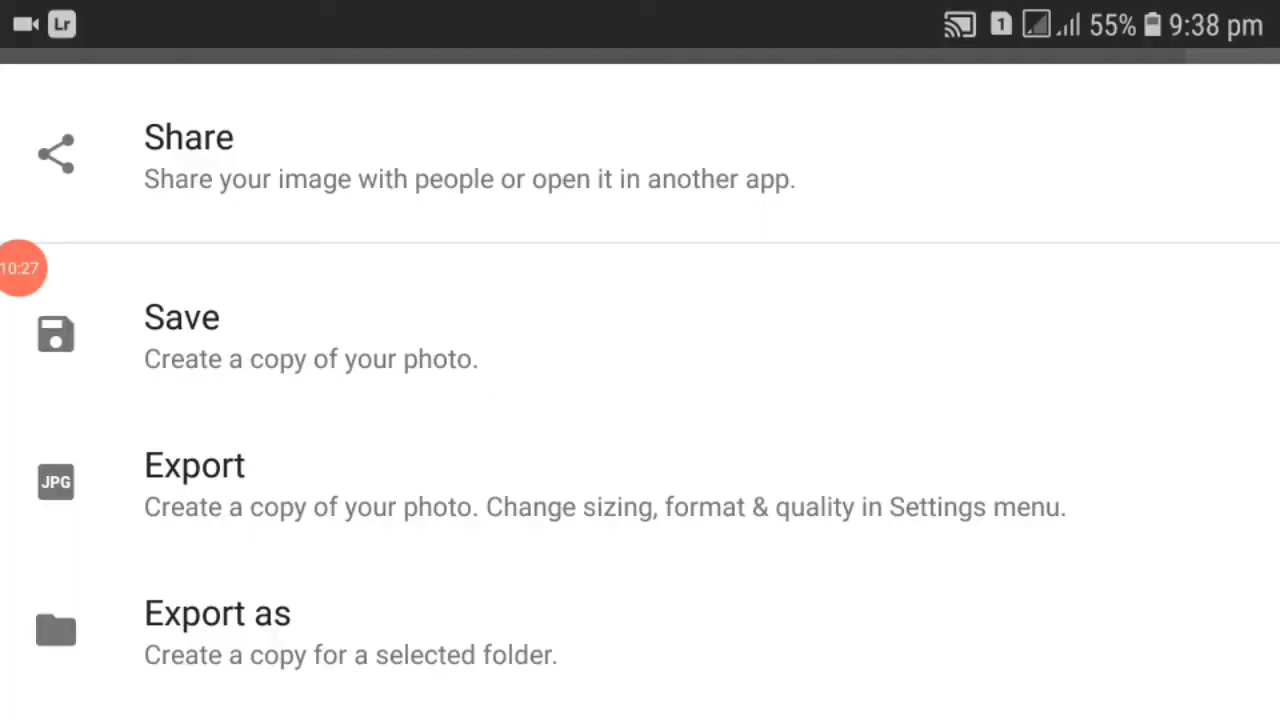 Lr 1 55% 9:38 pm
Share
Share your image with people or open it in another app.
10:27
Save
Create a copy of your photo.
JPG
Export
Create a copy of your photo. Change sizing, format & quality in Settings menu.
Export as
Create a copy for a selected folder.